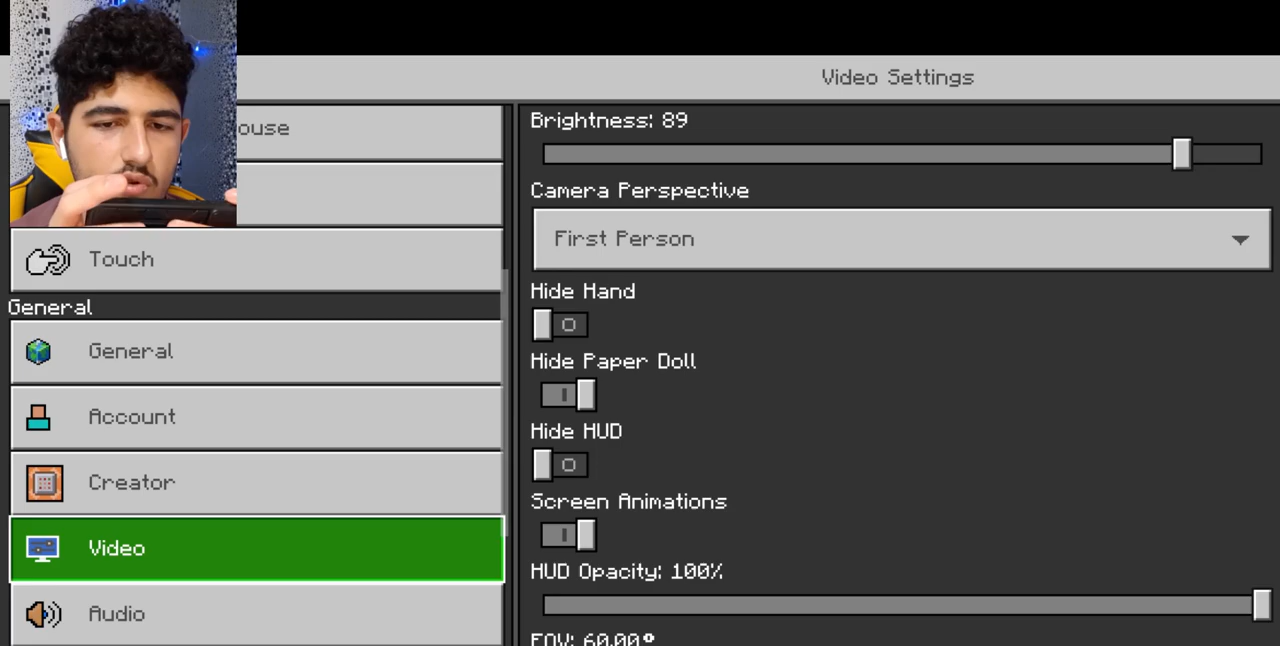 Video Settings
ouse
Touch
General
General
Account
Creator
Video
Audio
Brightness: 89
Camera Perspective
First Person
Hide Hand
Hide Paper Doll
Hide HUD
Screen Animations
HUD Opacity: 100%
FOV: 60.00°